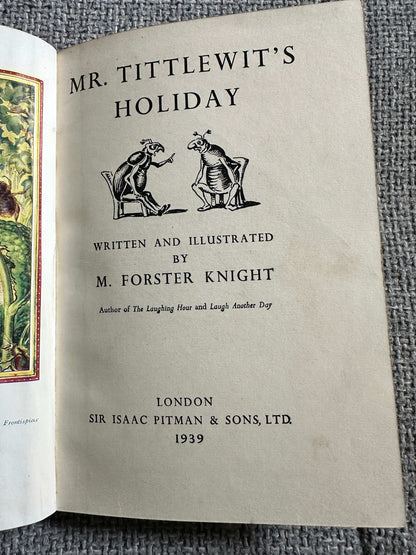 MR. TITTLEWIT'S
HOLIDAY
WRITTEN AND ILLUSTRATED
BY
M. FORSTER KNIGHT
Author of The Laughing Hour and Laugh Another Day
LONDON
SIR ISAAC PITMAN & SONS, LTD.
1939
Frontispiece